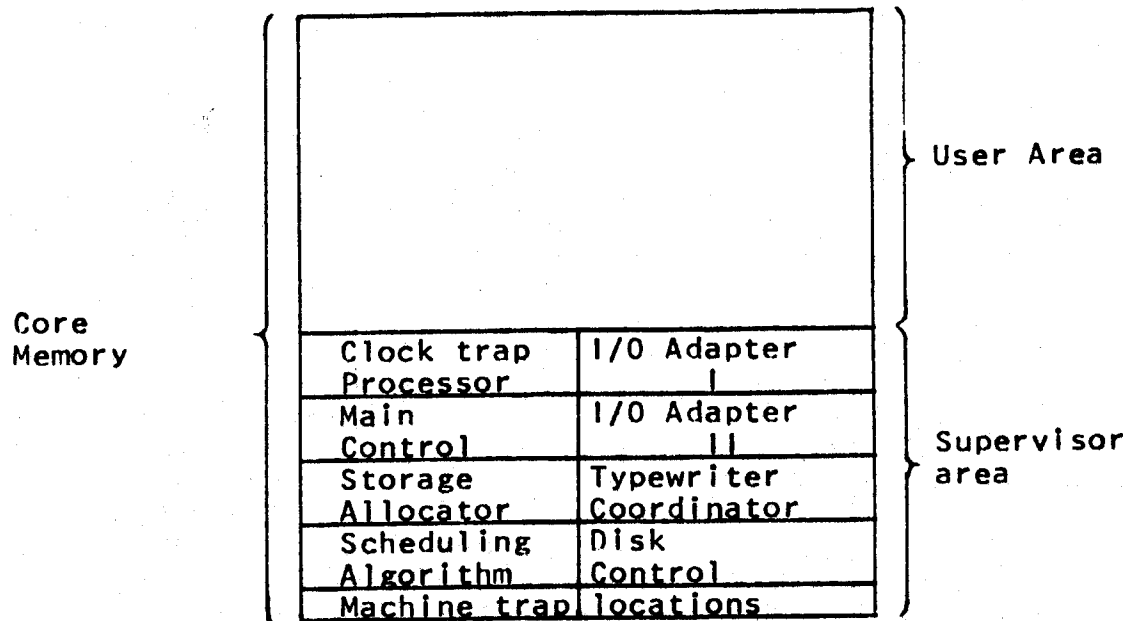 User Area
Core
Memory
Clock trap
Processor
I/O Adapter
I
Main
Control
I/O Adapter
II
Storage
Allocator
Typewriter
Coordinator
Scheduling
Algorithm
Disk
Control
Machine trap locations
Supervisor
area